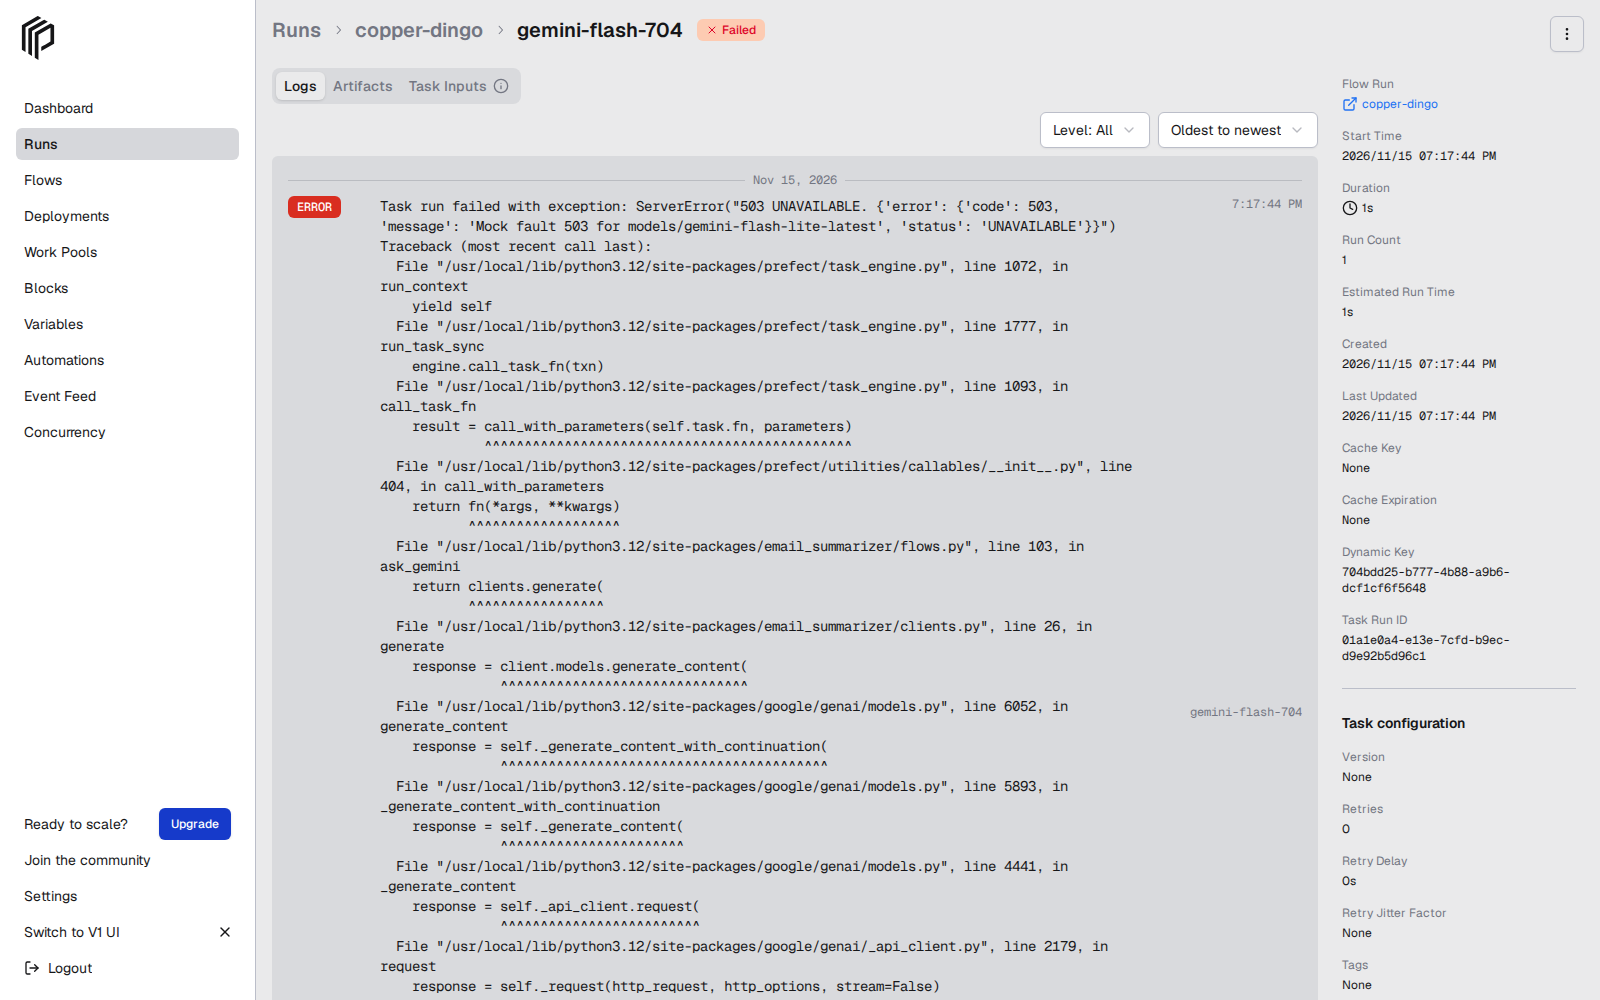 Dashboard
Runs
Flows
Deployments
Work Pools
Blocks
Variables
Automations
Event Feed
Concurrency
Ready to scale?
Upgrade
Join the community
Settings
Switch to V1 UI
Logout
Runs > copper-dingo > gemini-flash-704 Failed
Logs Artifacts Task Inputs
Level: All
Oldest to newest
Nov 15, 2026
ERROR
7:17:44 PM
Task run failed with exception: ServerError("503 UNAVAILABLE. {'error': {'code': 503,
'message': 'Mock fault 503 for models/gemini-flash-lite-latest', 'status': 'UNAVAILABLE'}}")
Traceback (most recent call last):
  File "/usr/local/lib/python3.12/site-packages/prefect/task_engine.py", line 1072, in
run_context
    yield self
  File "/usr/local/lib/python3.12/site-packages/prefect/task_engine.py", line 1777, in
run_task_sync
    engine.call_task_fn(txn)
  File "/usr/local/lib/python3.12/site-packages/prefect/task_engine.py", line 1093, in
call_task_fn
    result = call_with_parameters(self.task.fn, parameters)
             ^^^^^^^^^^^^^^^^^^^^^^^^^^^^^^^^^^^^^^^^^^^^^^
  File "/usr/local/lib/python3.12/site-packages/prefect/utilities/callables/__init__.py", line
404, in call_with_parameters
    return fn(*args, **kwargs)
           ^^^^^^^^^^^^^^^^^^^
  File "/usr/local/lib/python3.12/site-packages/email_summarizer/flows.py", line 103, in
ask_gemini
    return clients.generate(
           ^^^^^^^^^^^^^^^^^
  File "/usr/local/lib/python3.12/site-packages/email_summarizer/clients.py", line 26, in
generate
    response = client.models.generate_content(
               ^^^^^^^^^^^^^^^^^^^^^^^^^^^^^^^
  File "/usr/local/lib/python3.12/site-packages/google/genai/models.py", line 6052, in
generate_content
    response = self._generate_content_with_continuation(
               ^^^^^^^^^^^^^^^^^^^^^^^^^^^^^^^^^^^^^^^^^
  File "/usr/local/lib/python3.12/site-packages/google/genai/models.py", line 5893, in
_generate_content_with_continuation
    response = self._generate_content(
               ^^^^^^^^^^^^^^^^^^^^^^^
  File "/usr/local/lib/python3.12/site-packages/google/genai/models.py", line 4441, in
_generate_content
    response = self._api_client.request(
               ^^^^^^^^^^^^^^^^^^^^^^^^^
  File "/usr/local/lib/python3.12/site-packages/google/genai/_api_client.py", line 2179, in
request
    response = self._request(http_request, http_options, stream=False)
gemini-flash-704
Flow Run
copper-dingo
Start Time
2026/11/15 07:17:44 PM
Duration
1s
Run Count
1
Estimated Run Time
1s
Created
2026/11/15 07:17:44 PM
Last Updated
2026/11/15 07:17:44 PM
Cache Key
None
Cache Expiration
None
Dynamic Key
704bdd25-b777-4b88-a9b6-
dcf1cf6f5648
Task Run ID
01a1e0a4-e13e-7cfd-b9ec-
d9e92b5d96c1
Task configuration
Version
None
Retries
0
Retry Delay
0s
Retry Jitter Factor
None
Tags
None